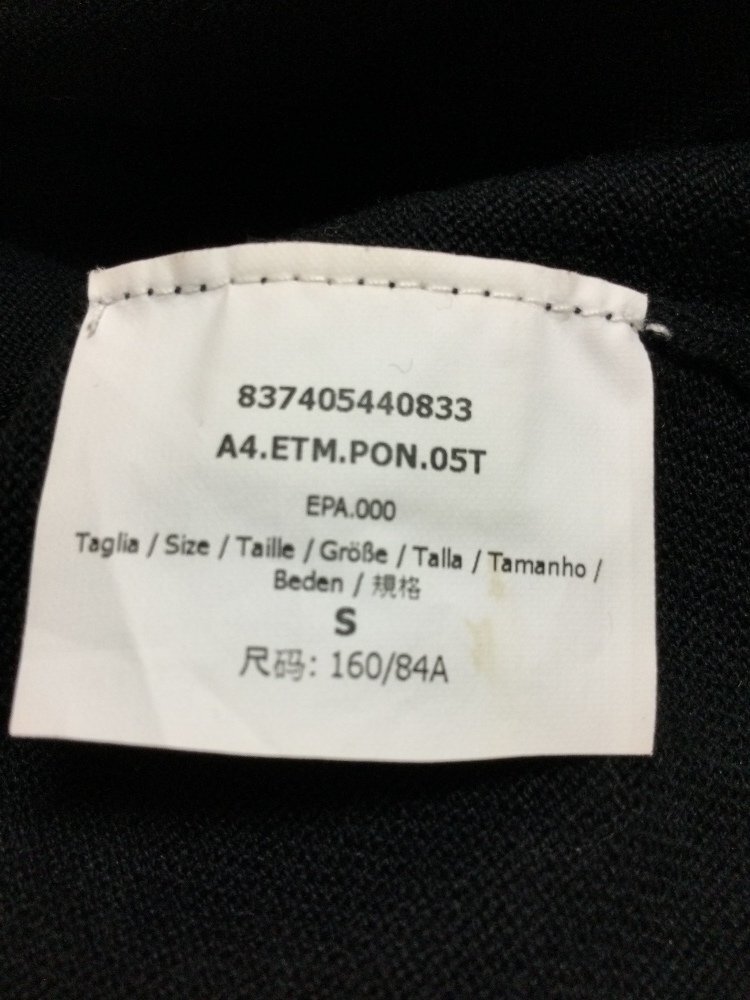 837405440833
A4.ETM.PON.05T
EPA.000
Taglia / Size / Taille / Größe / Talla / Tamanho /
Beden / 規格
S
尺码: 160/84A